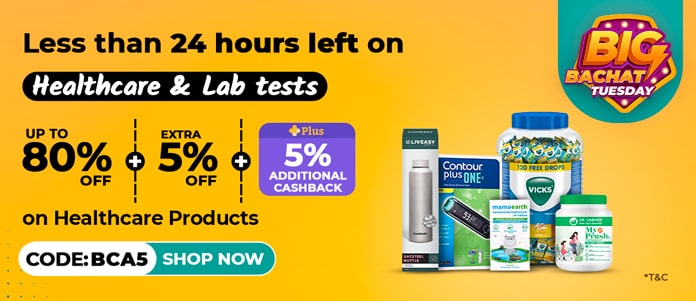 Less than 24 hours left on
Healthcare & Lab tests
UP TO
80%
OFF
+
EXTRA
5%
OFF
+
Plus
5%
ADDITIONAL
CASHBACK
on Healthcare Products
CODE:BCA5
SHOP NOW
BIG
BACHAT
TUESDAY
LIVEASY
Contour
plus
ONE
mamaearth
120 FREE DROPS
VICKS
My
Prash
*T&C